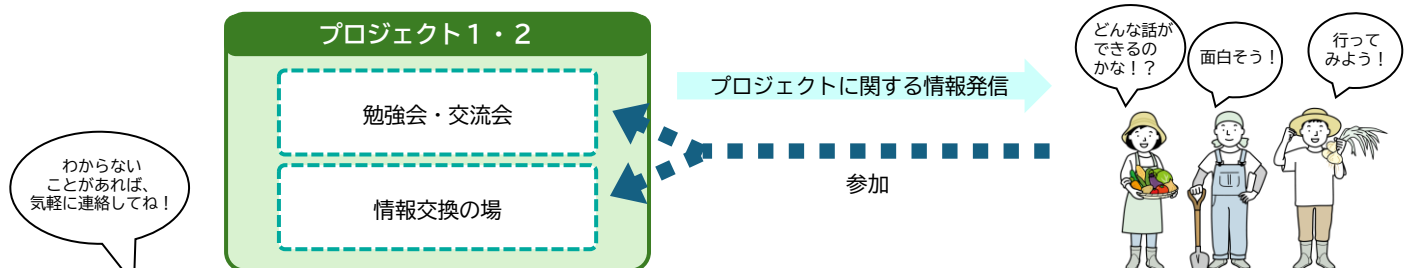 プロジェクト１・２
勉強会・交流会
情報交換の場
わからない
ことがあれば、
気軽に連絡してね！
プロジェクトに関する情報発信
参加
どんな話が
できるの
かな！？
面白そう！
行って
みよう！